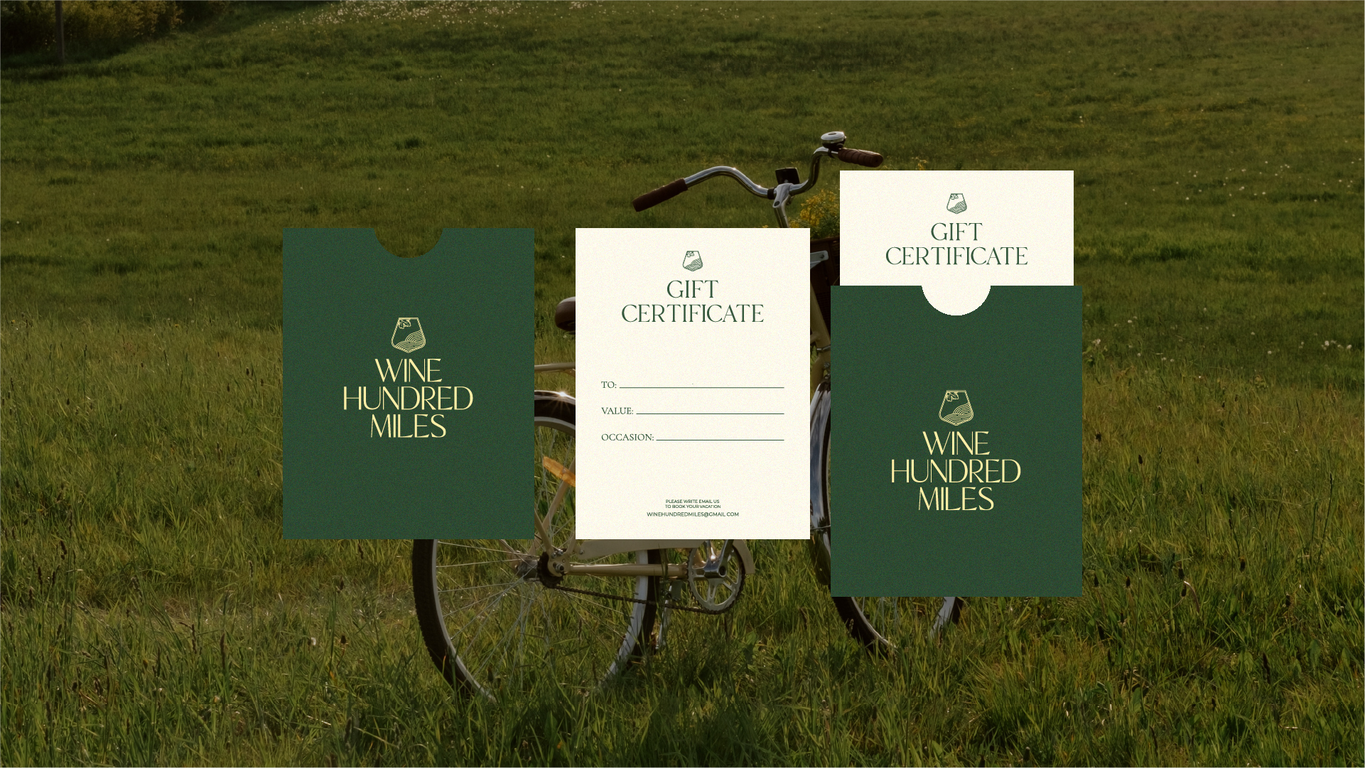 WINE
HUNDRED
MILES
GIFT
CERTIFICATE
TO:
VALUE:
OCCASION:
PLEASE WRITE EMAIL US
TO BOOK YOUR VACATION
WINEHUNDREDMILES@GMAIL.COM
GIFT
CERTIFICATE
WINE
HUNDRED
MILES